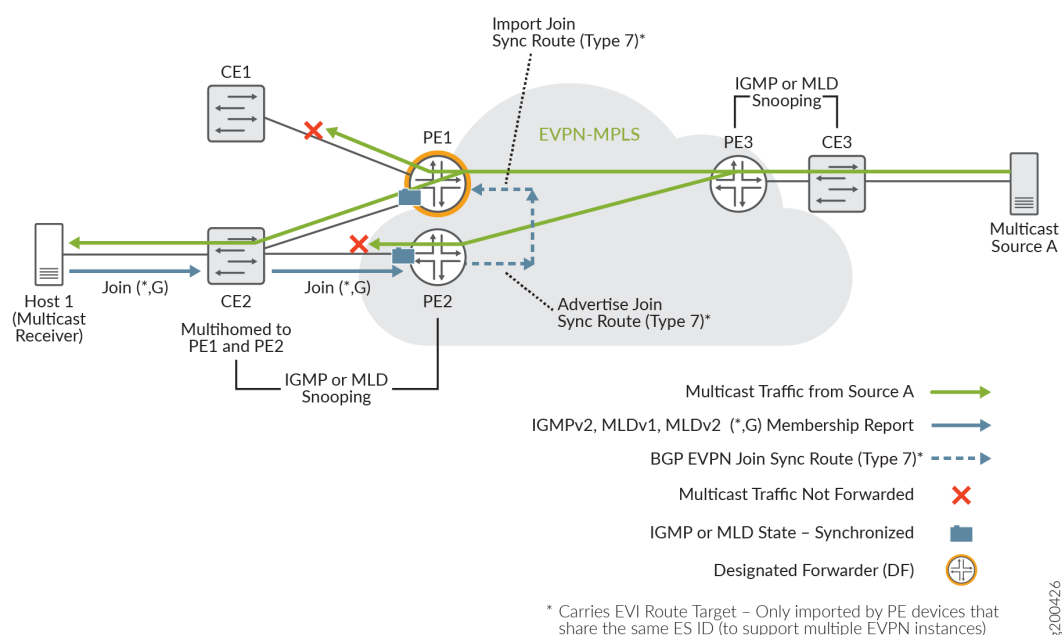 Import Join
Sync Route (Type 7)*
CE1
IGMP or MLD
Snooping
EVPN-MPLS
PE1
PE3
CE3
Multicast
Source A
Join (*,G)
Join (*,G)
Host 1
(Multicast
Receiver)
CE2
PE2
Advertise Join
Sync Route (Type 7)*
Multihomed to
PE1 and PE2
IGMP or MLD
Snooping
Multicast Traffic from Source A
IGMPv2, MLDv1, MLDv2 (*,G) Membership Report
BGP EVPN Join Sync Route (Type 7)*
Multicast Traffic Not Forwarded
IGMP or MLD State – Synchronized
Designated Forwarder (DF)
* Carries EVI Route Target – Only imported by PE devices that
share the same ES ID (to support multiple EVPN instances)
g200426